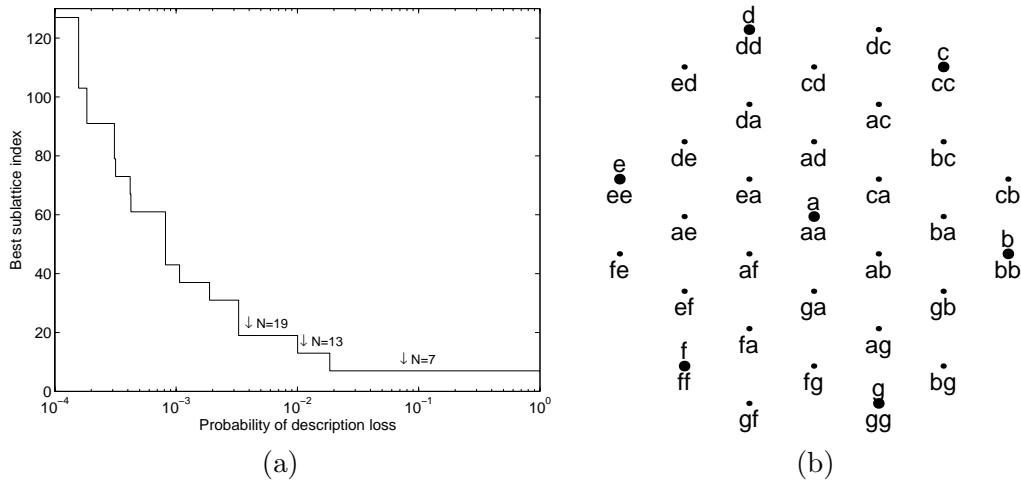 120
100
80
60
40
20
0
Best sublattice index
↓ N=19
↓ N=13
↓ N=7
10^−4
10^−3
10^−2
10^−1
10^0
Probability of description loss
(a)
d
dd
dc
c
ed
cd
cc
da
ac
de
ad
bc
e
ee
ea
a
ca
cb
ae
aa
ba
b
fe
af
ab
bb
ef
ga
gb
fa
ag
f
ff
fg
g
bg
gf
gg
(b)